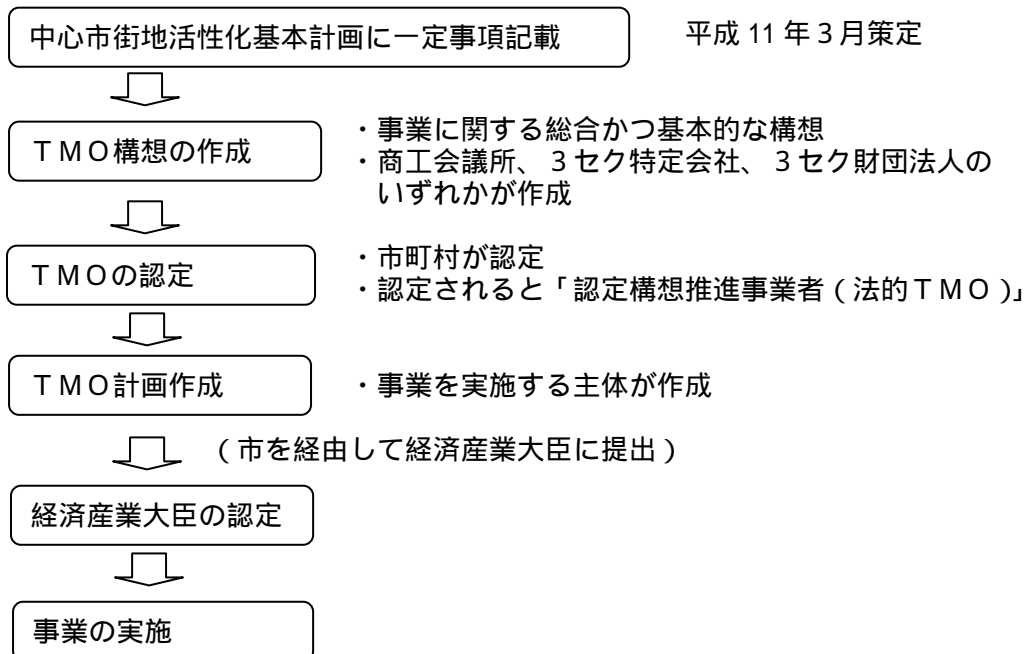 中心市街地活性化基本計画に一定事項記載
平成 11 年３月策定
ＴＭＯ構想の作成
・事業に関する総合かつ基本的な構想
・商工会議所、３セク特定会社、３セク財団法人の
いずれかが作成
ＴＭＯの認定
・市町村が認定
・認定されると「認定構想推進事業者（法的ＴＭＯ）」
ＴＭＯ計画作成
・事業を実施する主体が作成
（市を経由して経済産業大臣に提出）
経済産業大臣の認定
事業の実施